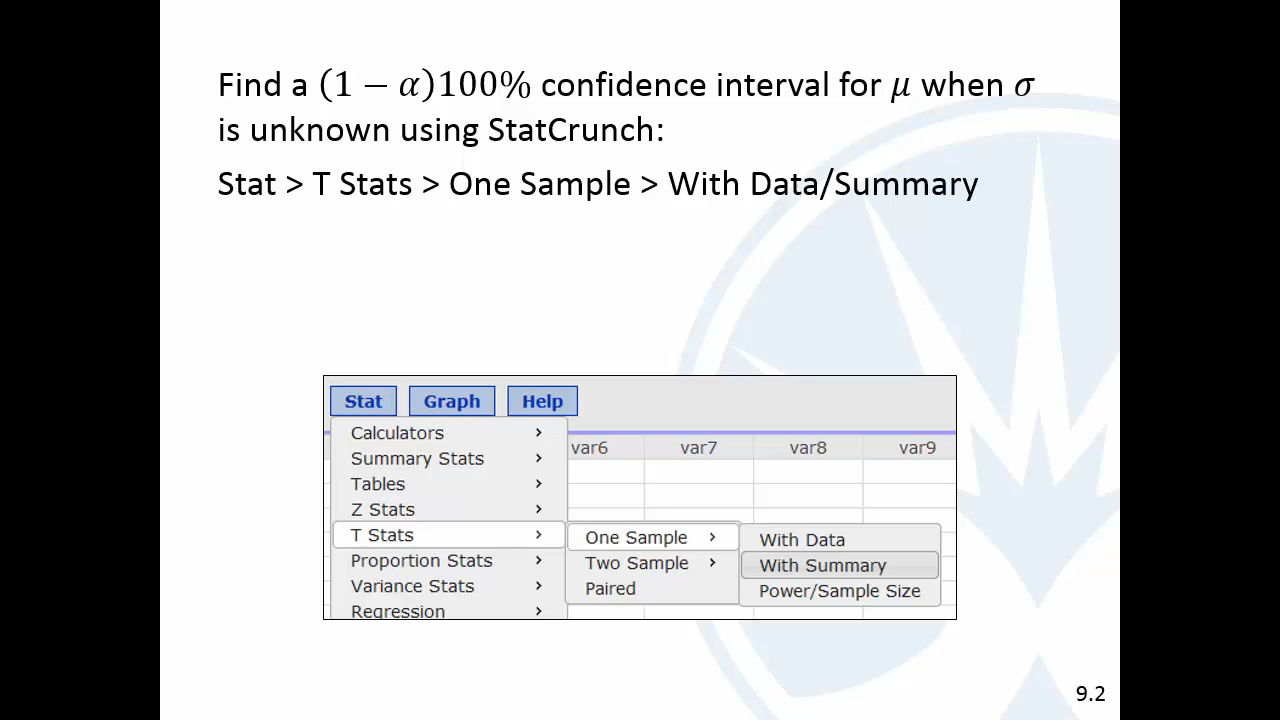 Find a (1 − α)100% confidence interval for μ when σ
is unknown using StatCrunch:
Stat > T Stats > One Sample > With Data/Summary
Stat Graph Help
Calculators
var6 var7 var8 var9
Summary Stats
Tables
Z Stats
T Stats
One Sample
With Data
Proportion Stats
Two Sample
With Summary
Variance Stats
Paired
Power/Sample Size
Regression
9.2